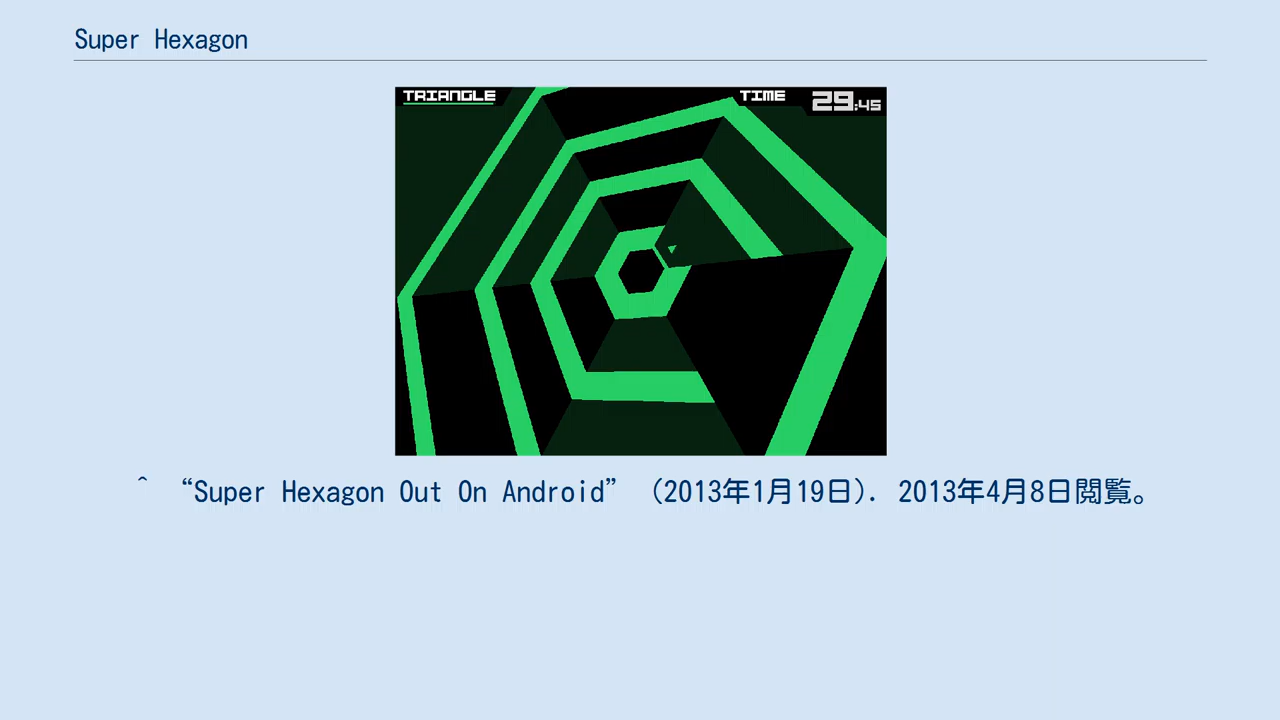 Super Hexagon
TRIANGLE
TIME 29:45
^ “Super Hexagon Out On Android” (2013年1月19日). 2013年4月8日閲覧。